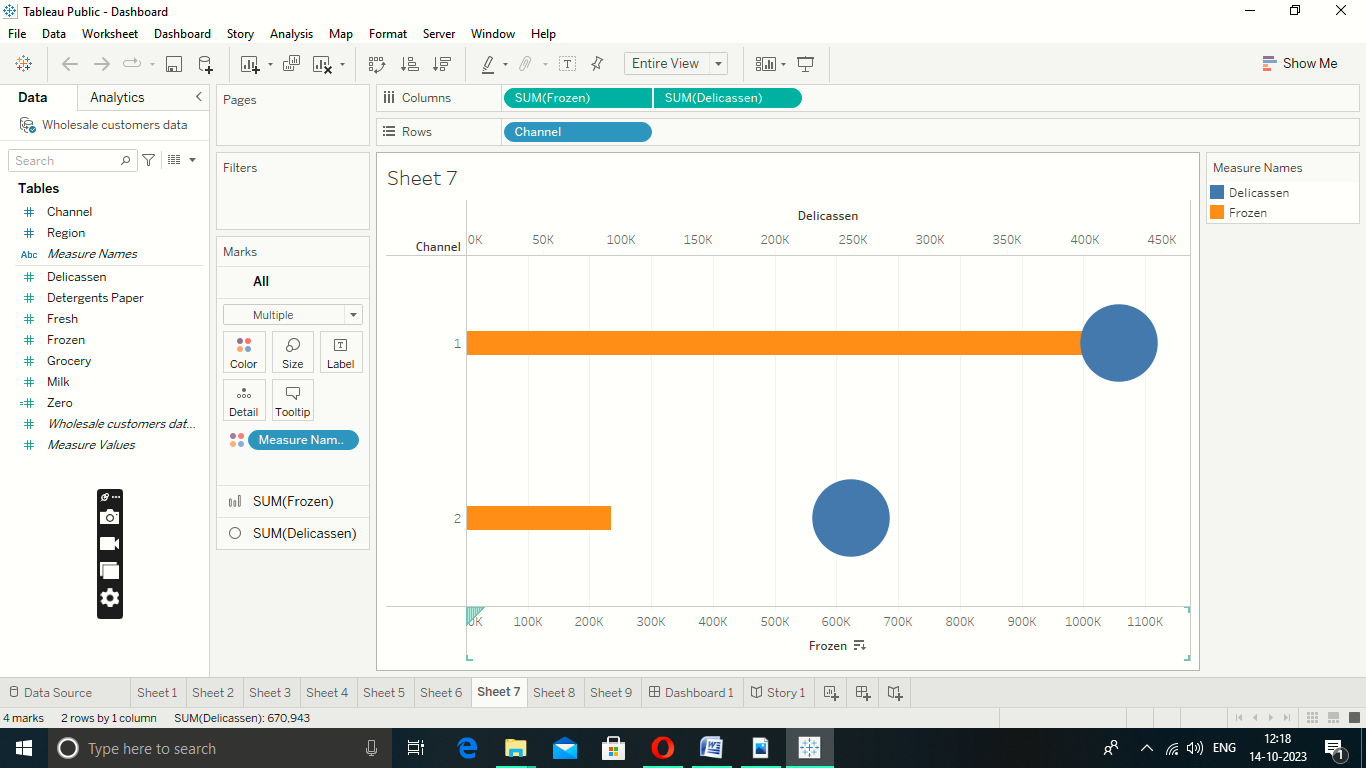 Tableau Public - Dashboard
File Data Worksheet Dashboard Story Analysis Map Format Server Window Help
Entire View
Show Me
Data Analytics
Wholesale customers data
Search
Tables
# Channel
# Region
Abc Measure Names
# Delicassen
# Detergents Paper
# Fresh
# Frozen
# Grocery
# Milk
=# Zero
# Wholesale customers dat...
# Measure Values
Pages
Filters
Marks
All
Multiple
Color Size Label
Detail Tooltip
Measure Nam..
SUM(Frozen)
SUM(Delicassen)
Columns SUM(Frozen) SUM(Delicassen)
Rows Channel
Sheet 7
Delicassen
Channel
0K 50K 100K 150K 200K 250K 300K 350K 400K 450K
1
2
0K 100K 200K 300K 400K 500K 600K 700K 800K 900K 1000K 1100K
Frozen
Measure Names
Delicassen
Frozen
Data Source Sheet 1 Sheet 2 Sheet 3 Sheet 4 Sheet 5 Sheet 6 Sheet 7 Sheet 8 Sheet 9 Dashboard 1 Story 1
4 marks 2 rows by 1 column SUM(Delicassen): 670,943
Type here to search
ENG
12:18
14-10-2023
1